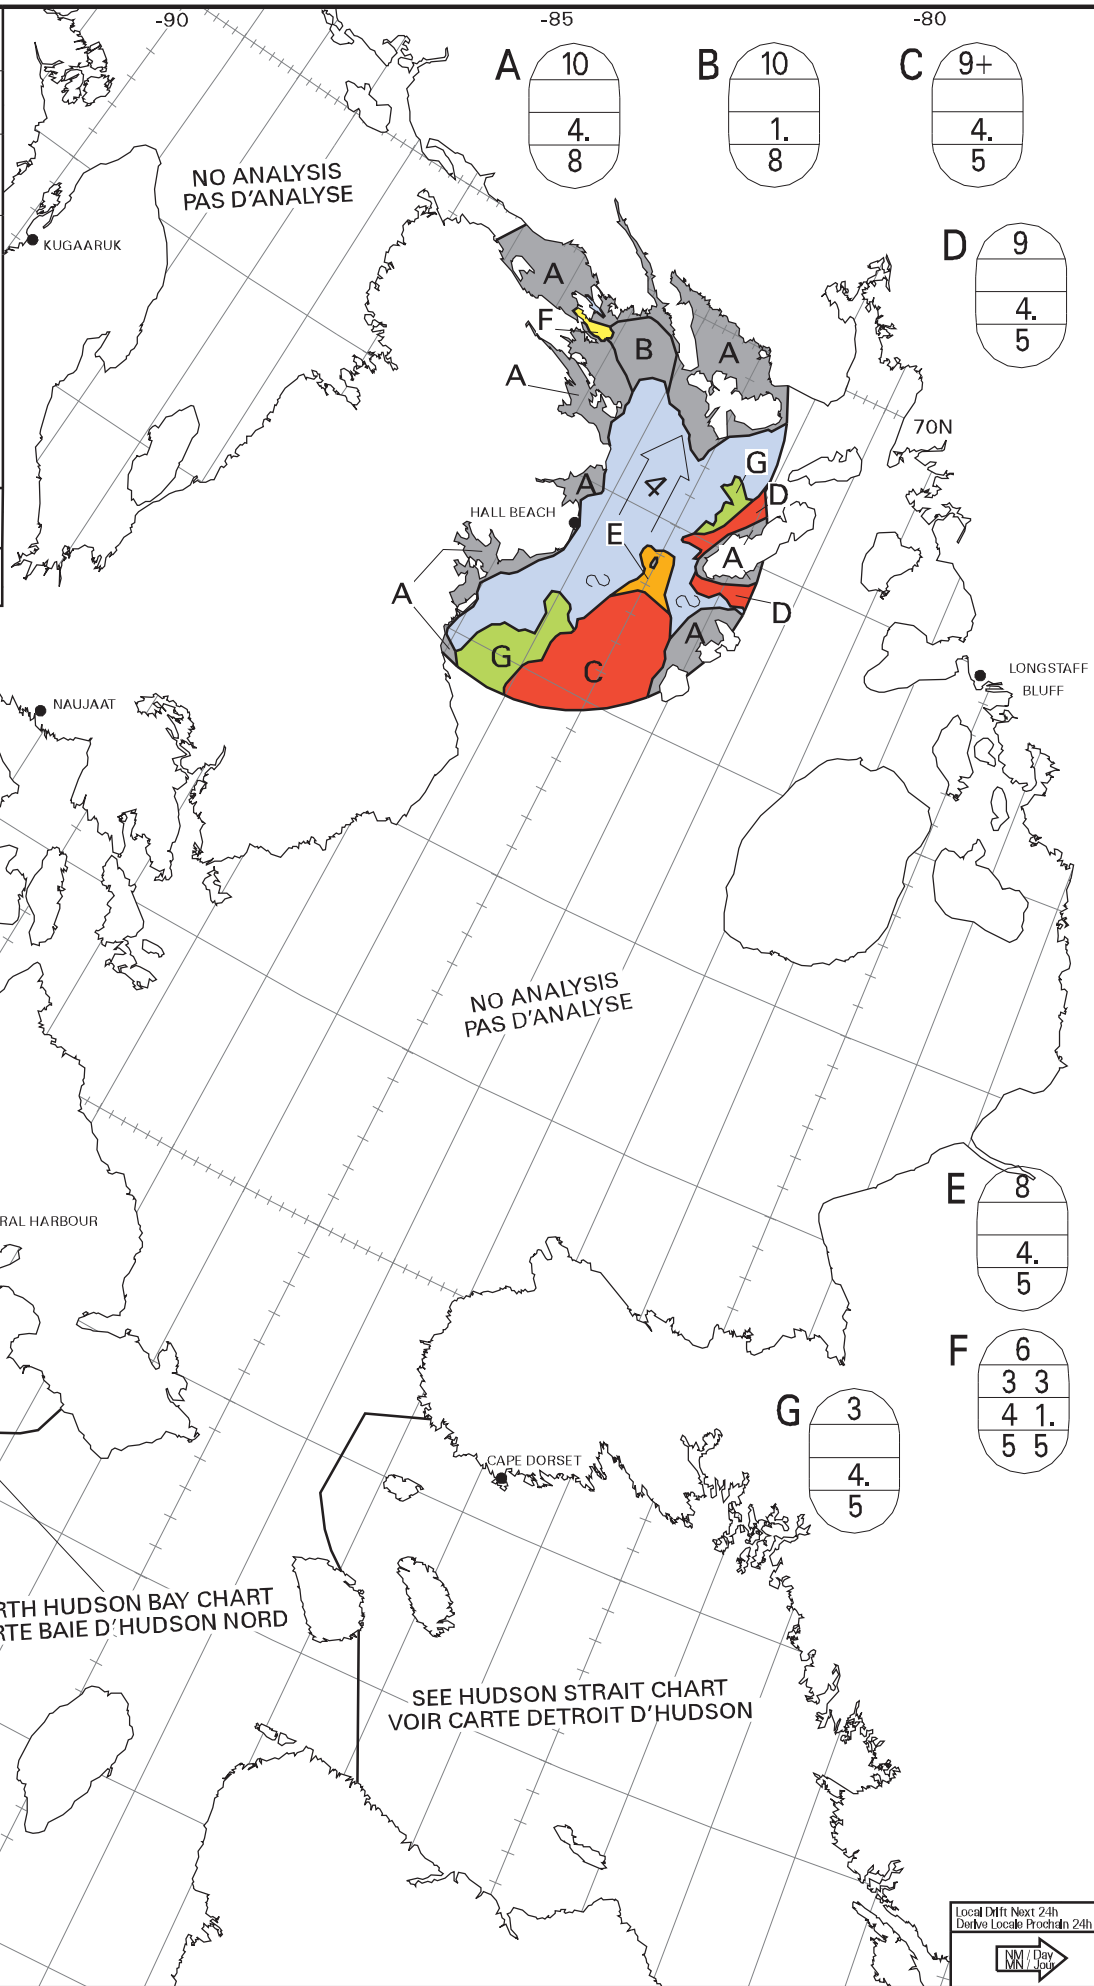 -90
-85
-80
A
10
4.
8
B
10
1.
8
C
9+
4.
5
D
9
4.
5
NO ANALYSIS
PAS D'ANALYSE
KUGAARUK
A
F
B
A
A
70N
G
A
4
D
HALL BEACH
E
A
A
D
A
G
C
LONGSTAFF
BLUFF
NAUJAAT
NO ANALYSIS
PAS D'ANALYSE
E
8
4.
5
RAL HARBOUR
F
6
3 3
4 1.
5 5
G
3
4.
5
CAPE DORSET
RTH HUDSON BAY CHART
RTE BAIE D'HUDSON NORD
SEE HUDSON STRAIT CHART
VOIR CARTE DETROIT D'HUDSON
Local Drift Next 24h
Derive Locale Prochain 24h
NM / Day
MN / Jour